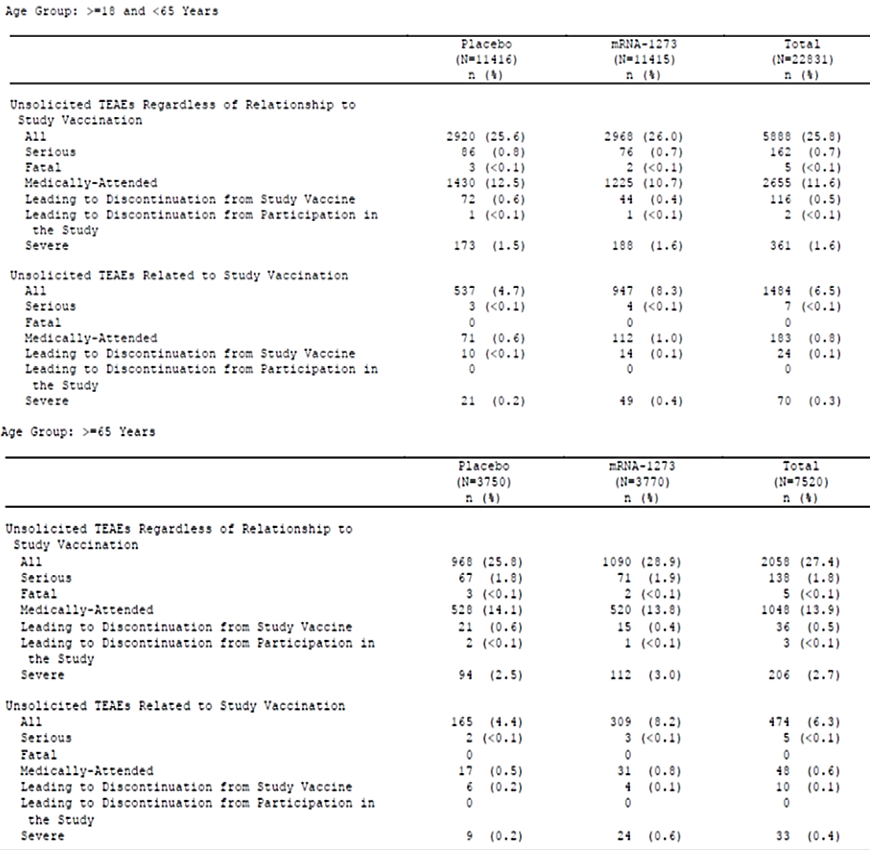 Age Group: >=18 and <65 Years
Placebo mRNA-1273 Total
(N=11416) (N=11415) (N=22831)
n (%) n (%) n (%)
Unsolicited TEAEs Regardless of Relationship to
Study Vaccination
All 2920 (25.6) 2968 (26.0) 5888 (25.8)
Serious 86 (0.8) 76 (0.7) 162 (0.7)
Fatal 3 (<0.1) 2 (<0.1) 5 (<0.1)
Medically-Attended 1430 (12.5) 1225 (10.7) 2655 (11.6)
Leading to Discontinuation from Study Vaccine 72 (0.6) 44 (0.4) 116 (0.5)
Leading to Discontinuation from Participation in 1 (<0.1) 1 (<0.1) 2 (<0.1)
the Study
Severe 173 (1.5) 188 (1.6) 361 (1.6)
Unsolicited TEAEs Related to Study Vaccination
All 537 (4.7) 947 (8.3) 1484 (6.5)
Serious 3 (<0.1) 4 (<0.1) 7 (<0.1)
Fatal 0 0 0
Medically-Attended 71 (0.6) 112 (1.0) 183 (0.8)
Leading to Discontinuation from Study Vaccine 10 (<0.1) 14 (0.1) 24 (0.1)
Leading to Discontinuation from Participation in 0 0 0
the Study
Severe 21 (0.2) 49 (0.4) 70 (0.3)
Age Group: >=65 Years
Placebo mRNA-1273 Total
(N=3750) (N=3770) (N=7520)
n (%) n (%) n (%)
Unsolicited TEAEs Regardless of Relationship to
Study Vaccination
All 968 (25.8) 1090 (28.9) 2058 (27.4)
Serious 67 (1.8) 71 (1.9) 138 (1.8)
Fatal 3 (<0.1) 2 (<0.1) 5 (<0.1)
Medically-Attended 528 (14.1) 520 (13.8) 1048 (13.9)
Leading to Discontinuation from Study Vaccine 21 (0.6) 15 (0.4) 36 (0.5)
Leading to Discontinuation from Participation in 2 (<0.1) 1 (<0.1) 3 (<0.1)
the Study
Severe 94 (2.5) 112 (3.0) 206 (2.7)
Unsolicited TEAEs Related to Study Vaccination
All 165 (4.4) 309 (8.2) 474 (6.3)
Serious 2 (<0.1) 3 (<0.1) 5 (<0.1)
Fatal 0 0 0
Medically-Attended 17 (0.5) 31 (0.8) 48 (0.6)
Leading to Discontinuation from Study Vaccine 6 (0.2) 4 (0.1) 10 (0.1)
Leading to Discontinuation from Participation in 0 0 0
the Study
Severe 9 (0.2) 24 (0.6) 33 (0.4)